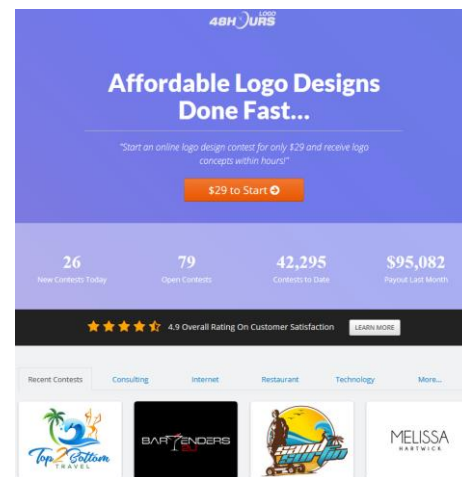 48HOURS LOGO
Affordable Logo Designs
Done Fast...
"Start an online logo design contest for only $29 and receive logo
concepts within hours!"
$29 to Start
26 79 42,295 $95,082
New Contests Today Open Contests Contests to Date Payout Last Month
4.9 Overall Rating On Customer Satisfaction LEARN MORE
Recent Contests Consulting Internet Restaurant Technology More...
Top 2 Bottom BARTENDERS Sand Surfin MELISSA
TRAVEL HARTWICK